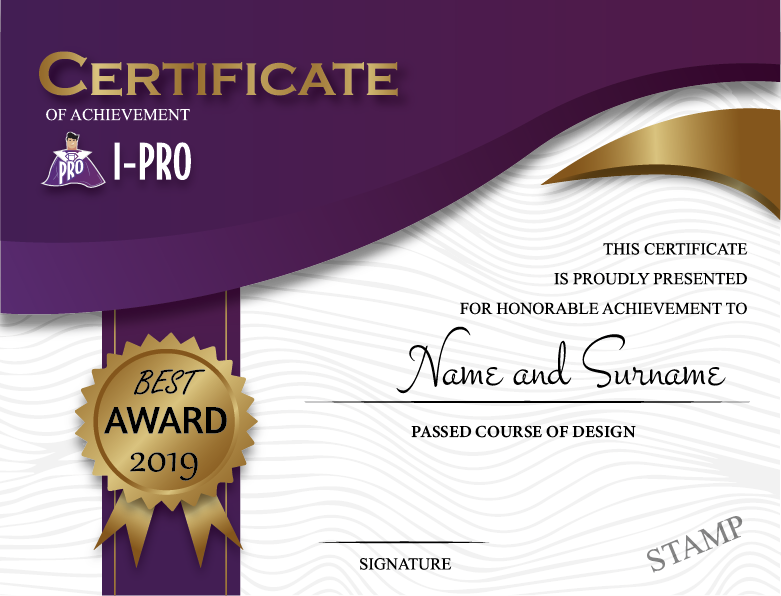 CERTIFICATE
OF ACHIEVEMENT
PRO
I-PRO
THIS CERTIFICATE
IS PROUDLY PRESENTED
FOR HONORABLE ACHIEVEMENT TO
Name and Surname
PASSED COURSE OF DESIGN
BEST
AWARD
2019
SIGNATURE
STAMP